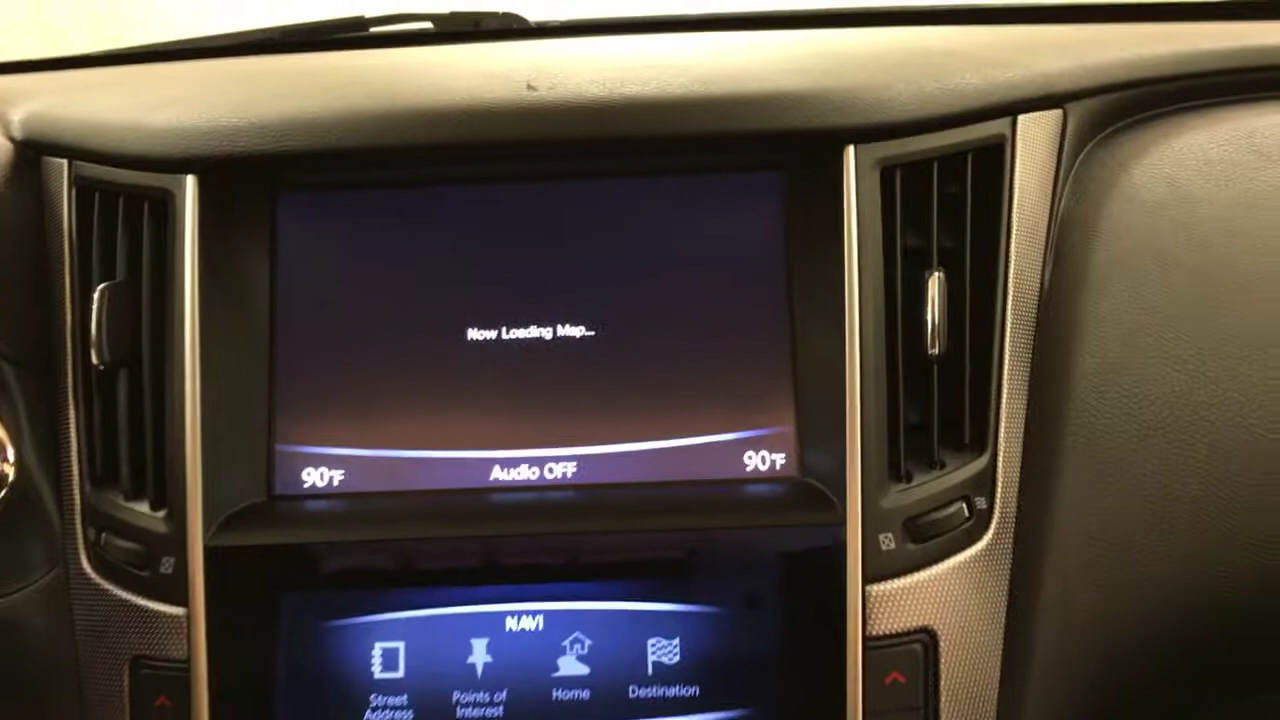 Now Loading Map...
90°F
Audio OFF
90°F
NAVI
Street
Address
Points of
Interest
Home
Destination